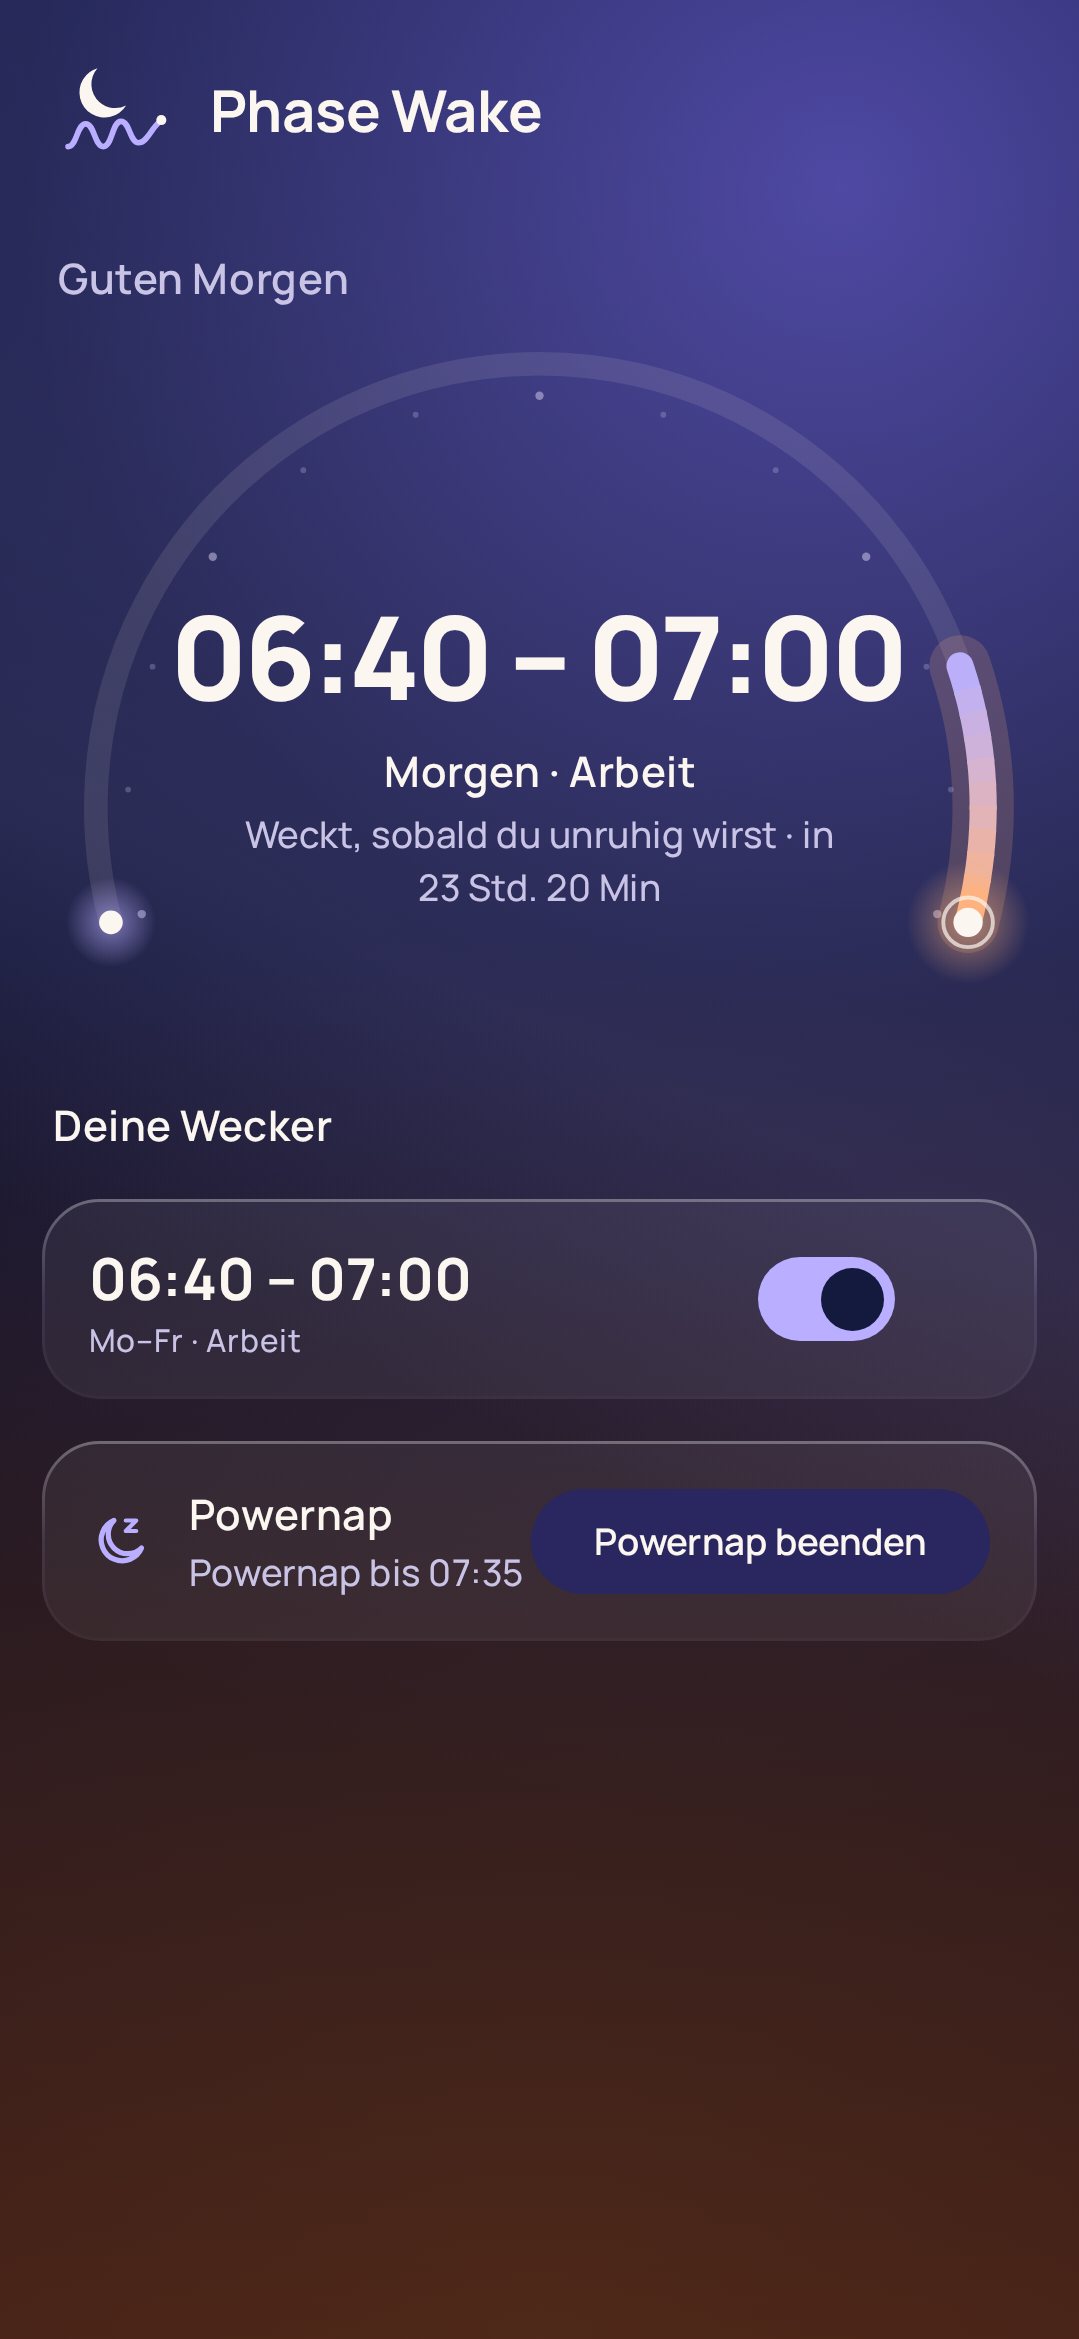 Phase Wake
Guten Morgen
06:40 – 07:00
Morgen · Arbeit
Weckt, sobald du unruhig wirst · in
23 Std. 20 Min
Deine Wecker
06:40 – 07:00
Mo–Fr · Arbeit
Powernap
Powernap bis 07:35
Powernap beenden